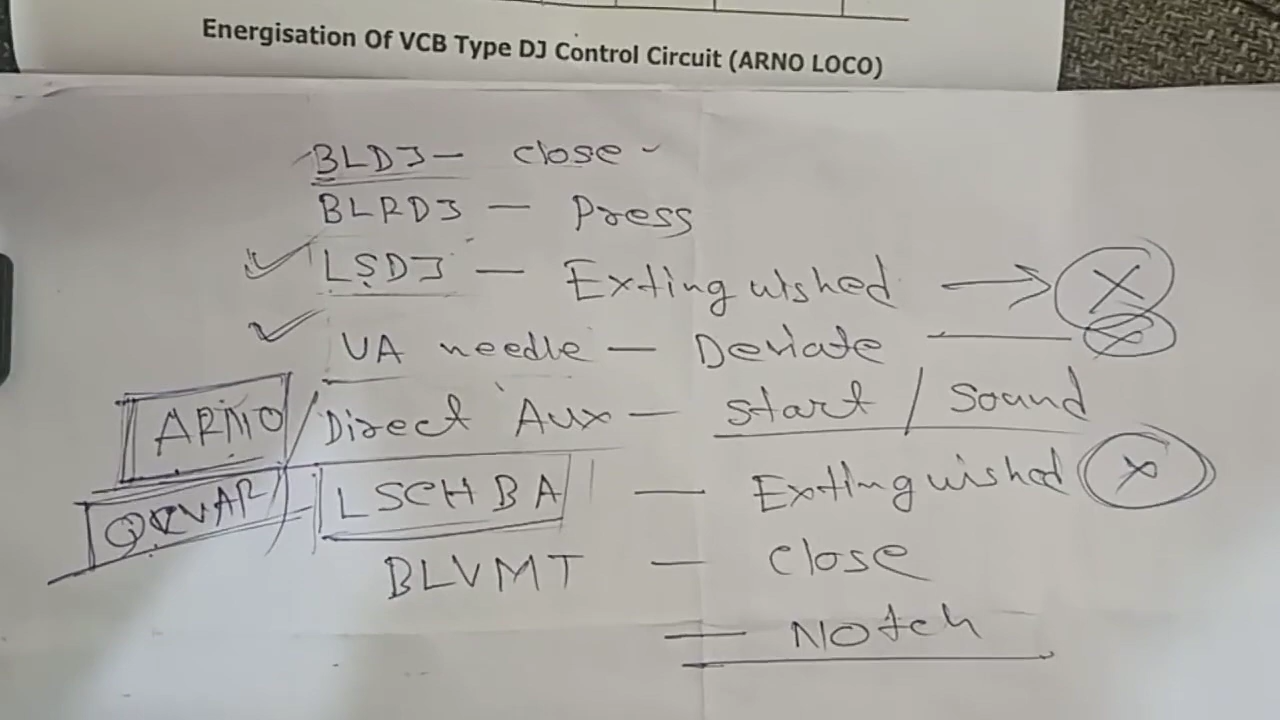 Energisation Of VCB Type DJ Control Circuit (ARNO LOCO)
BLDJ — close
BLRDJ — Press
LSDJ — Extinguished → X
UA needle — Deviate — X
ARNO / Direct Aux — start / Sound
QCVAR / LSCHBA — Extinguished X
BLVMT — close
— Notch